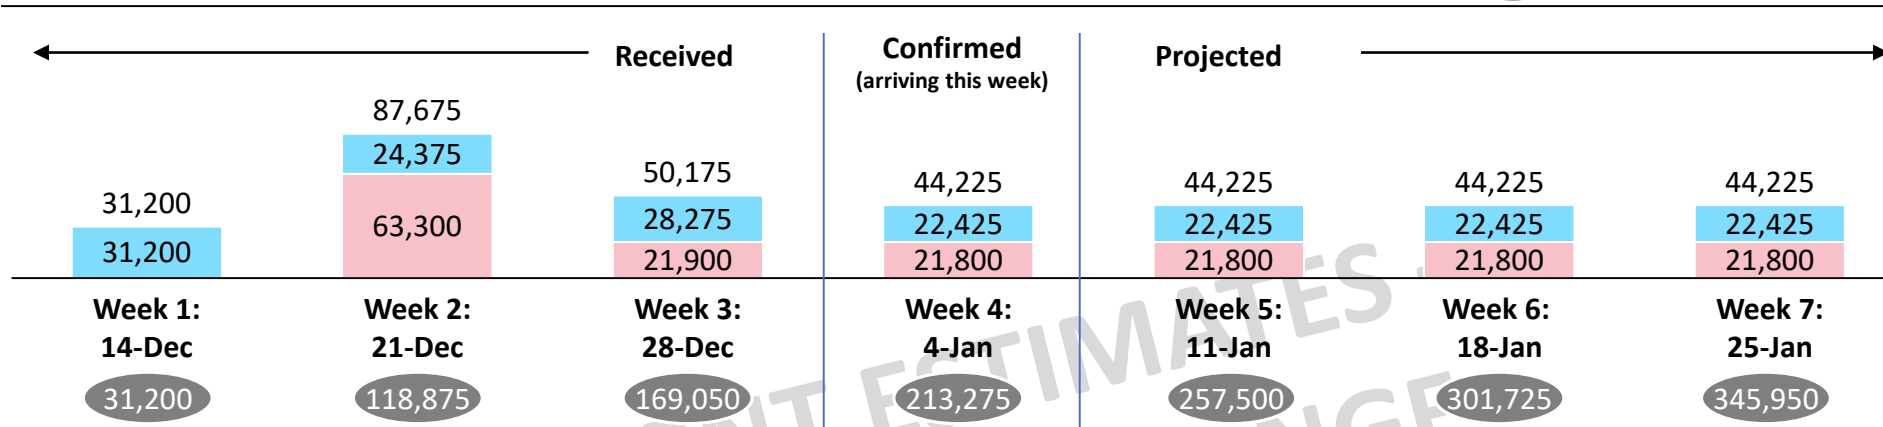 Received
Confirmed
(arriving this week)
Projected
31,200
31,200
87,675
24,375
63,300
50,175
28,275
21,900
44,225
22,425
21,800
44,225
22,425
21,800
44,225
22,425
21,800
44,225
22,425
21,800
Week 1:
14-Dec
31,200
Week 2:
21-Dec
118,875
Week 3:
28-Dec
169,050
Week 4:
4-Jan
213,275
Week 5:
11-Jan
257,500
Week 6:
18-Jan
301,725
Week 7:
25-Jan
345,950
ESTIMATES